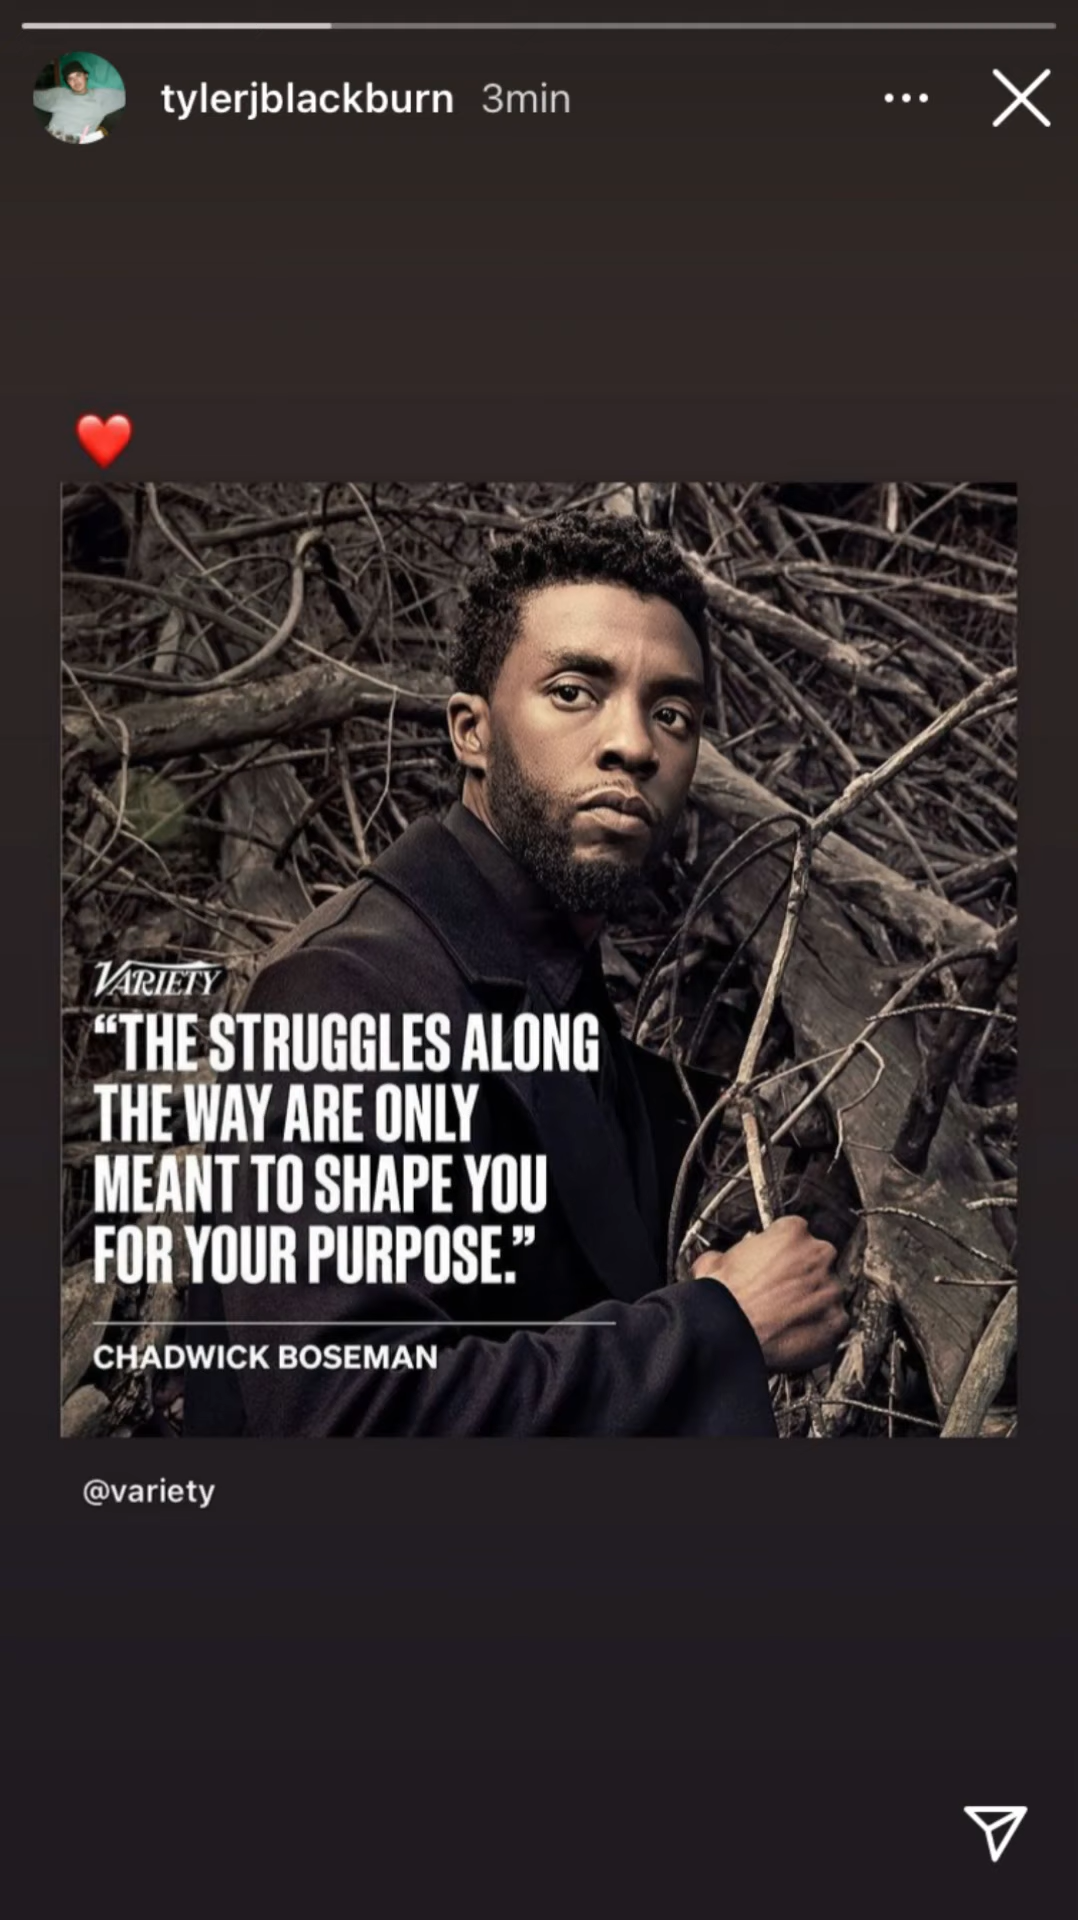 tylerjblackburn 3min
❤️
VARIETY
“THE STRUGGLES ALONG
THE WAY ARE ONLY
MEANT TO SHAPE YOU
FOR YOUR PURPOSE.”
CHADWICK BOSEMAN
@variety